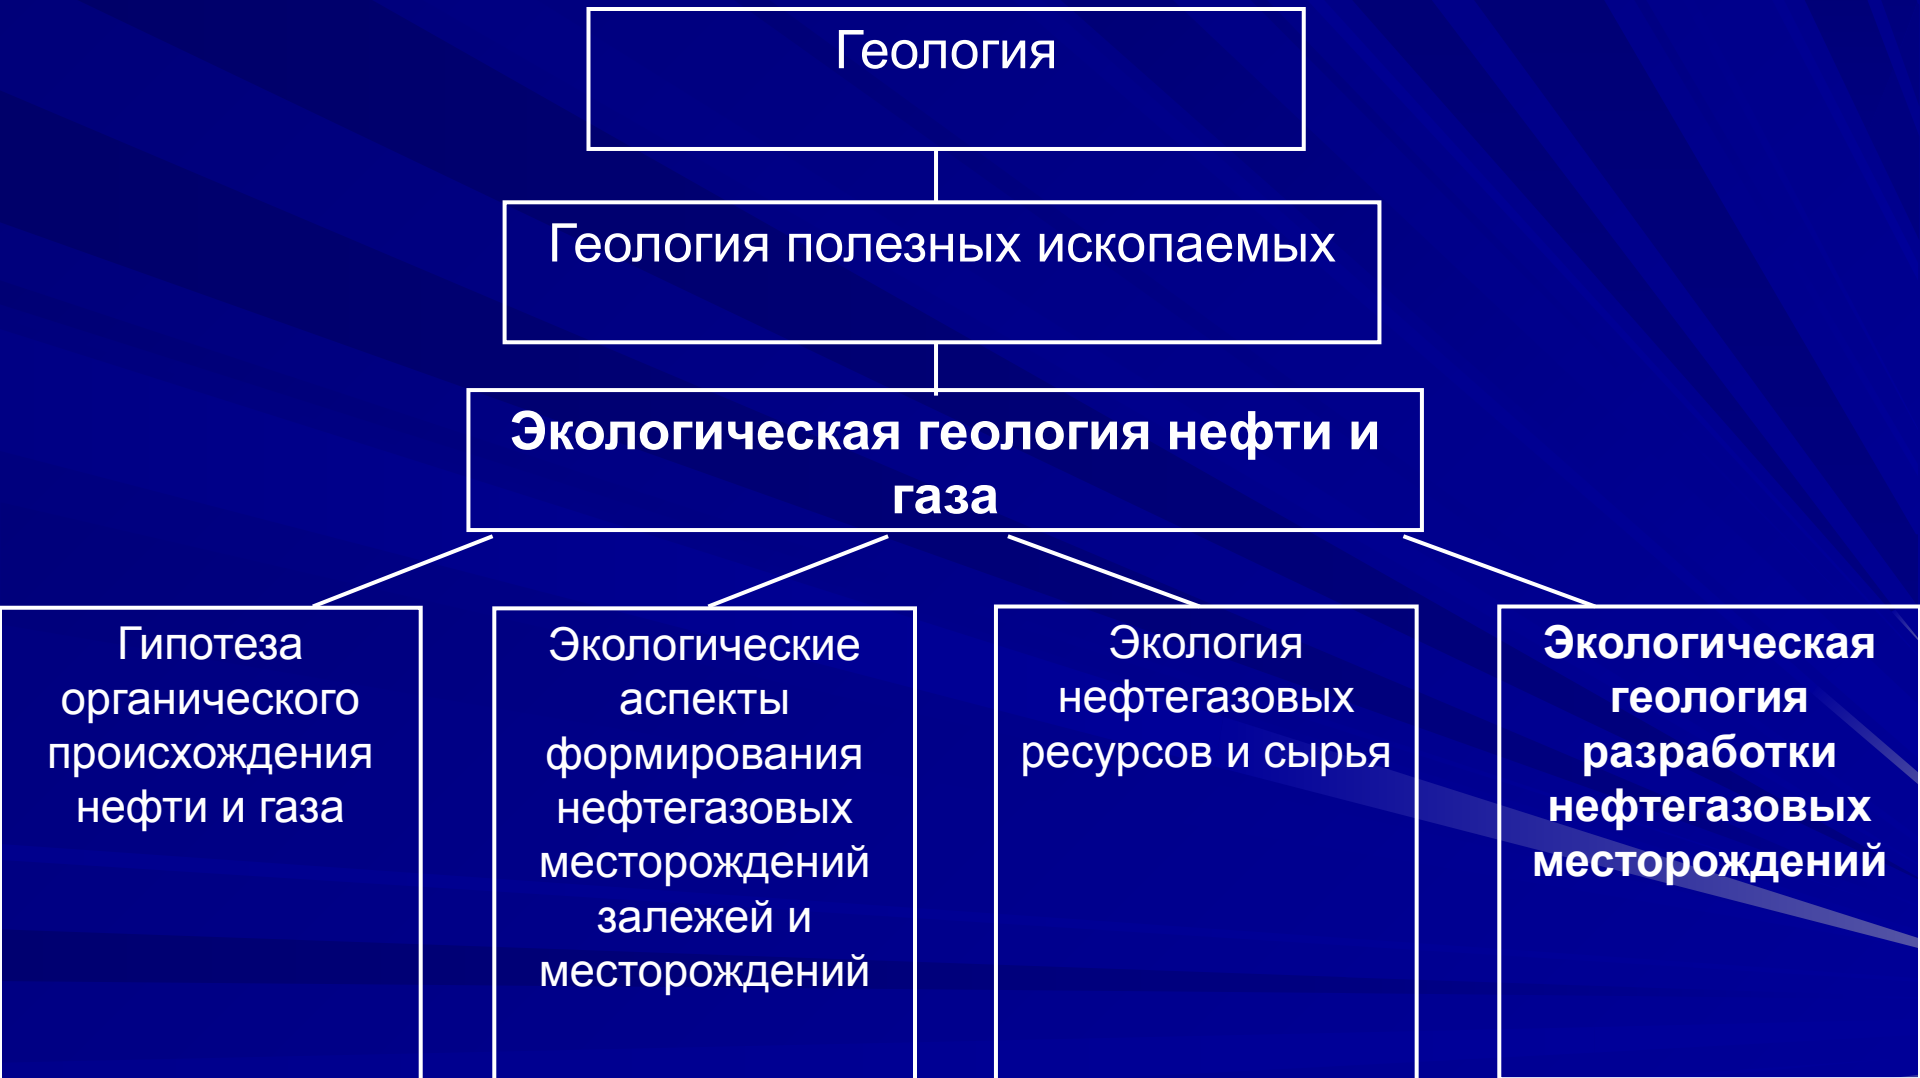 Геология
Геология полезных ископаемых
Экологическая геология нефти и
газа
Гипотеза
органического
происхождения
нефти и газа
Экологические
аспекты
формирования
нефтегазовых
месторождений
залежей и
месторождений
Экология
нефтегазовых
ресурсов и сырья
Экологическая
геология
разработки
нефтегазовых
месторождений